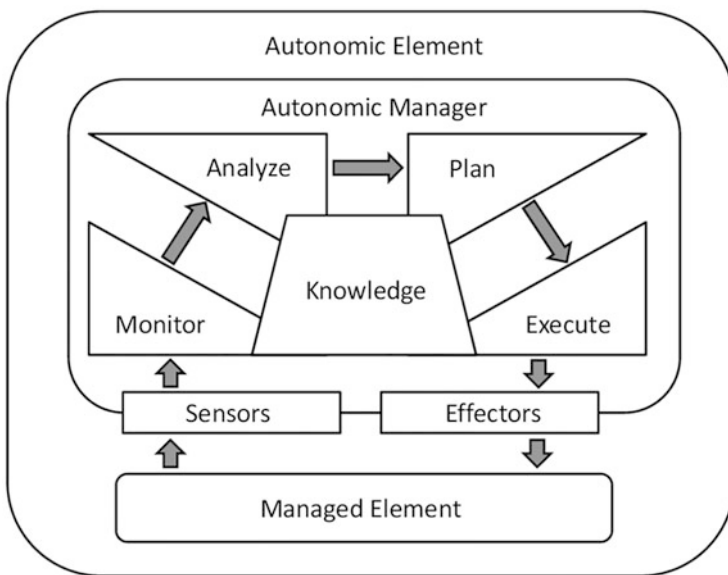 Autonomic Element
Autonomic Manager
Analyze
Plan
Knowledge
Monitor
Execute
Sensors
Effectors
Managed Element